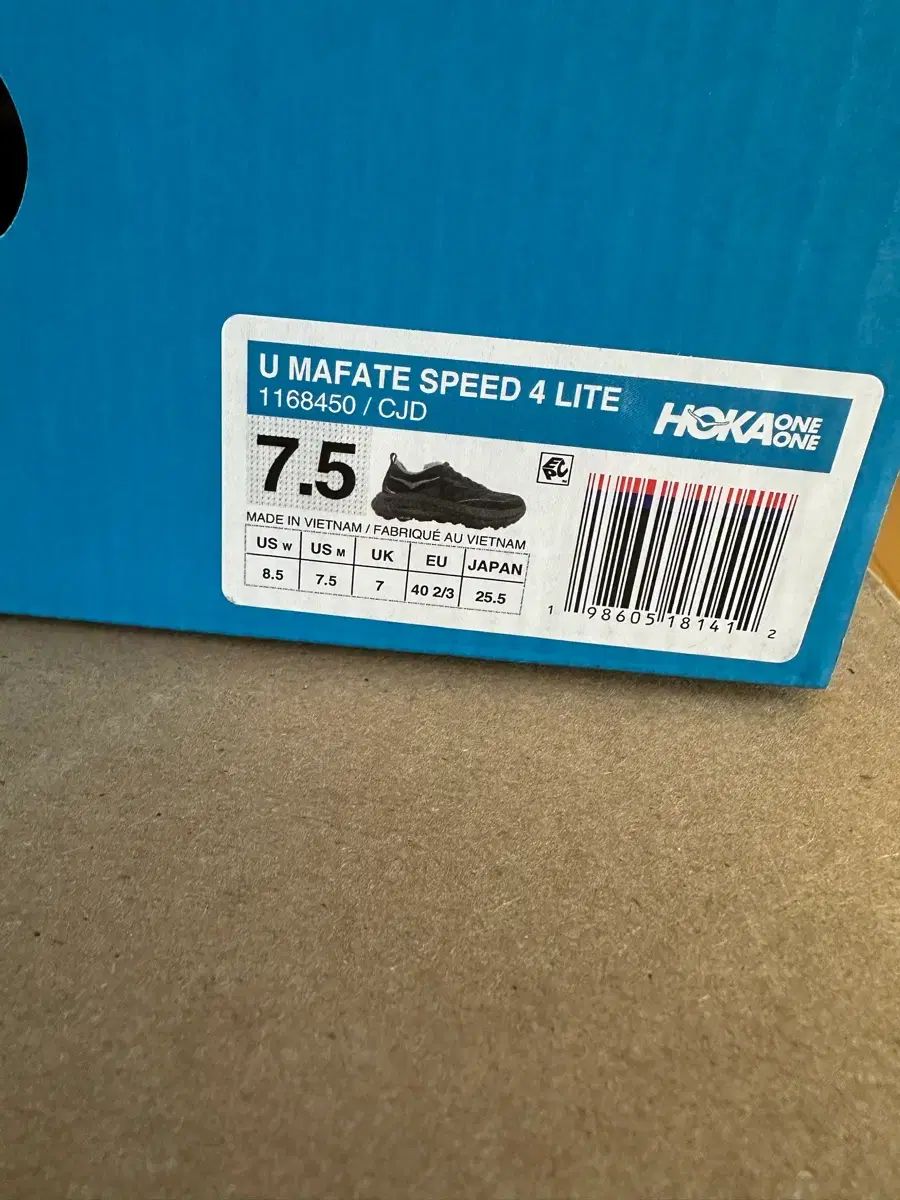 U MAFATE SPEED 4 LITE
1168450 / CJD
HOKA ONE ONE
7.5
EPC
MADE IN VIETNAM / FABRIQUÉ AU VIETNAM
US W US M UK EU JAPAN
8.5 7.5 7 40 2/3 25.5
1 98605 18141 2